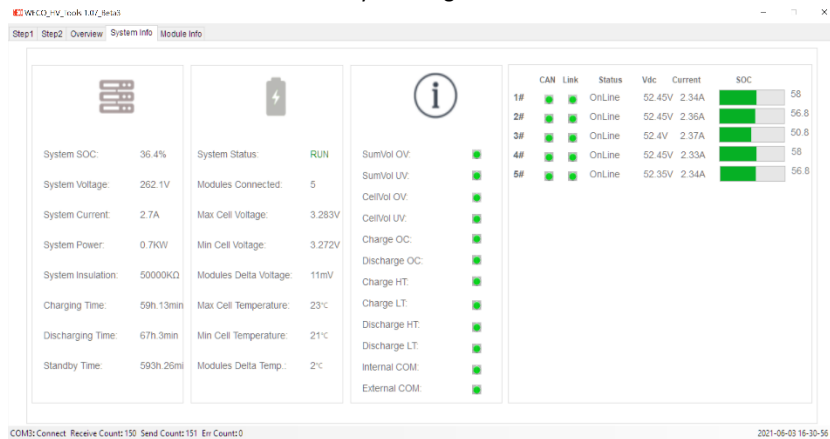 WECO_HV_Tools 1.07_Beta3
Step1 Step2 Overview System Info Module Info
System SOC: 36.4%
System Voltage: 262.1V
System Current: 2.7A
System Power: 0.7KW
System Insulation: 50000KΩ
Charging Time: 59h.13min
Discharging Time: 67h.3min
Standby Time: 593h.26mi
System Status: RUN
Modules Connected: 5
Max Cell Voltage: 3.283V
Min Cell Voltage: 3.272V
Modules Delta Voltage: 11mV
Max Cell Temperature: 23℃
Min Cell Temperature: 21℃
Modules Delta Temp.: 2℃
i
SumVol OV:
SumVol UV:
CellVol OV:
CellVol UV:
Charge OC:
Discharge OC:
Charge HT:
Charge LT:
Discharge HT:
Discharge LT:
Internal COM:
External COM:
CAN Link Status Vdc Current SOC
1# OnLine 52.45V 2.34A 58
2# OnLine 52.45V 2.36A 56.8
3# OnLine 52.4V 2.37A 50.8
4# OnLine 52.45V 2.33A 58
5# OnLine 52.35V 2.34A 56.8
COM3: Connect Receive Count: 150 Send Count: 151 Err Count: 0 2021-06-03 16-30-56